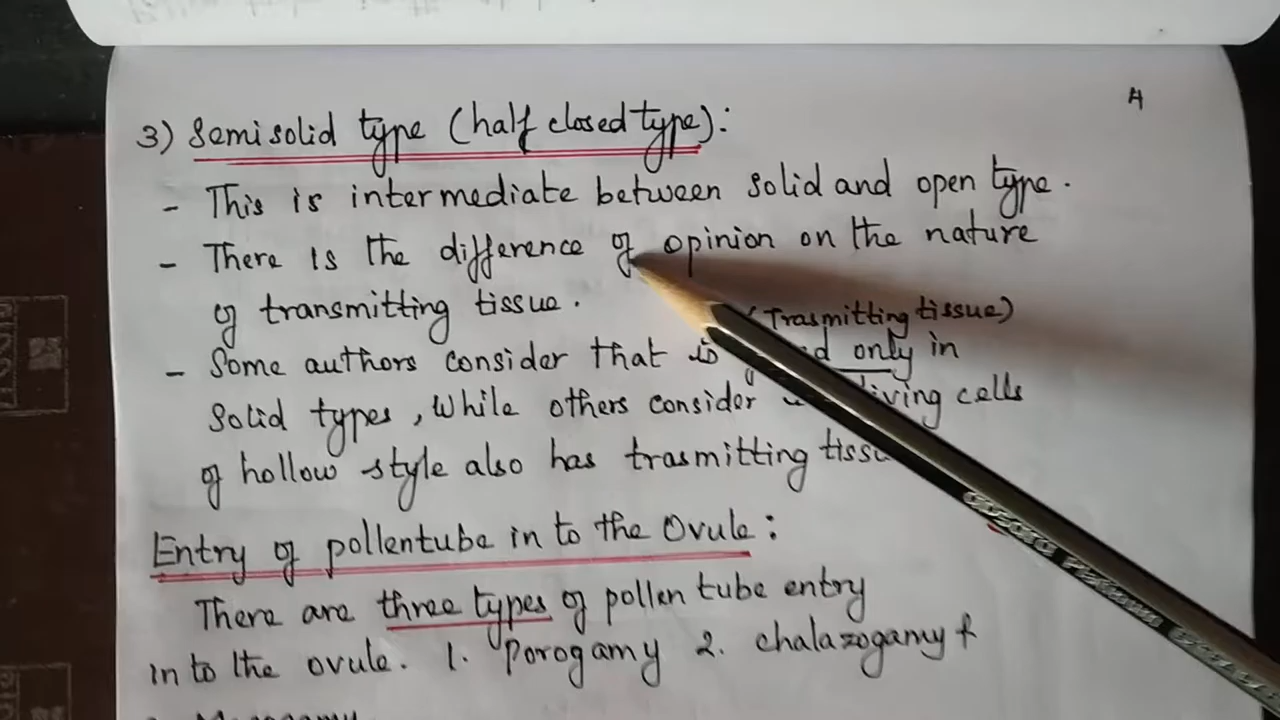 4
3) Semisolid type (half closed type):
- This is intermediate between solid and open type.
- There is the difference of opinion on the nature
of transmitting tissue.
(Trasmitting tissue)
- Some authors consider that is only in
Solid types, While others consider living cells
of hollow style also has trasmitting
Entry of pollentube in to the Ovule:
There are three types of pollen tube entry
in to the ovule. 1. Porogamy 2. chalazogamy &